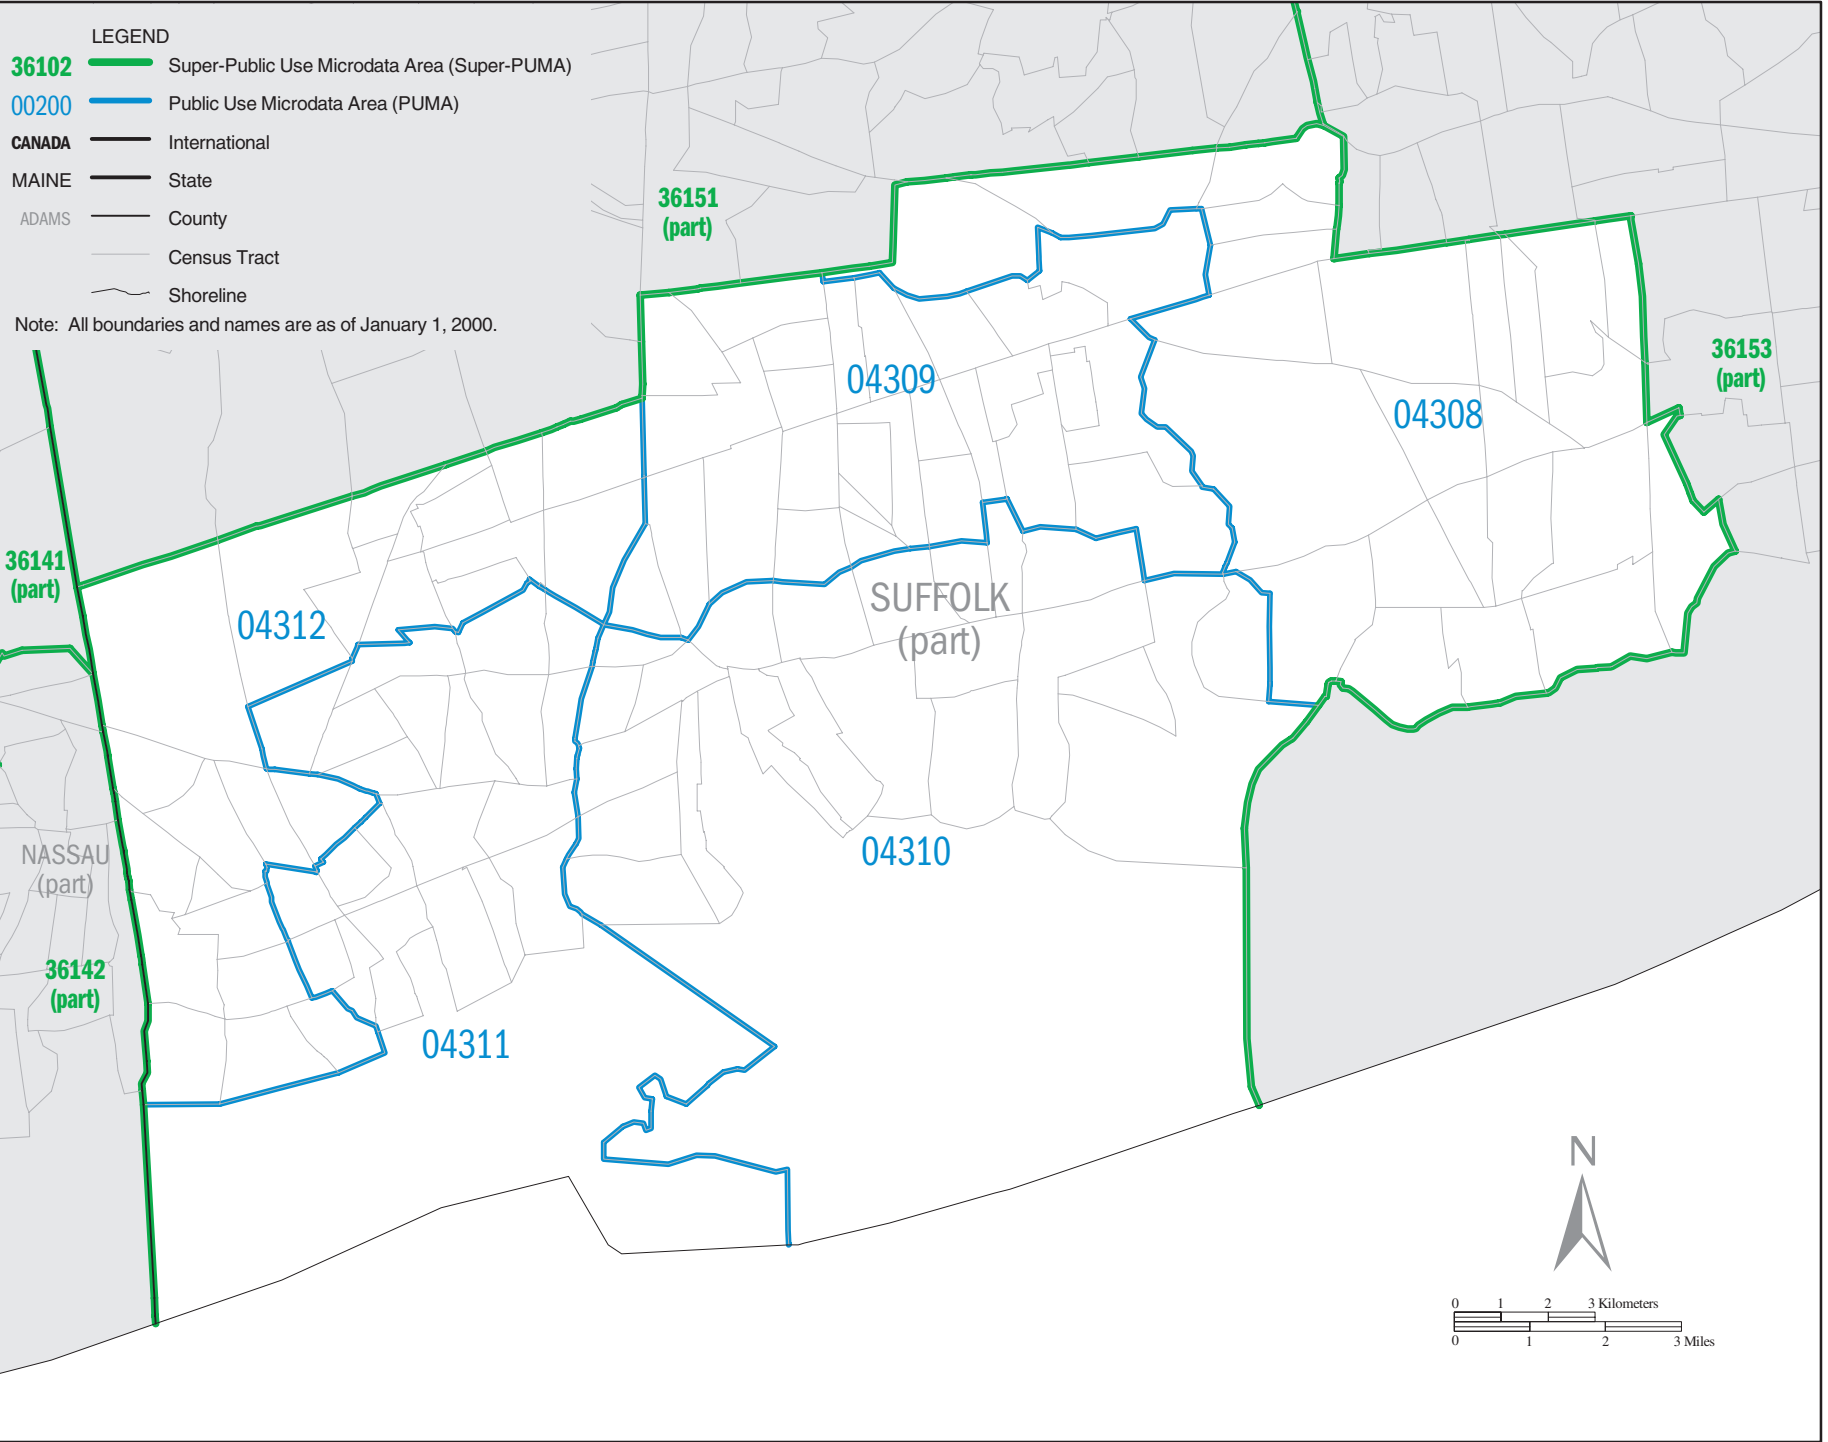 LEGEND
36102 Super-Public Use Microdata Area (Super-PUMA)
00200 Public Use Microdata Area (PUMA)
CANADA International
MAINE State
ADAMS County
Census Tract
Shoreline
Note: All boundaries and names are as of January 1, 2000.
36151
(part)
36153
(part)
04309
04308
36141
(part)
04312
SUFFOLK
(part)
NASSAU
(part)
04310
36142
(part)
04311
N
0 1 2 3 Kilometers
0 1 2 3 Miles